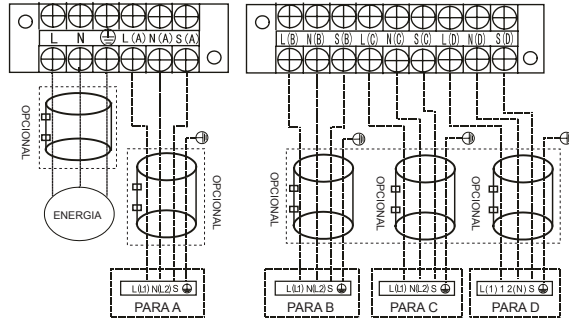 L N L(A) N(A) S(A)
L(B) N(B) S(B) L(C) N(C) S(C) L(D) N(D) S(D)
OPCIONAL
OPCIONAL
OPCIONAL
OPCIONAL
OPCIONAL
ENERGIA
L(L1) N(L2) S
PARA A
L(L1) N(L2) S
PARA B
L(L1) N(L2) S
PARA C
L(1) 1 2(N) S
PARA D